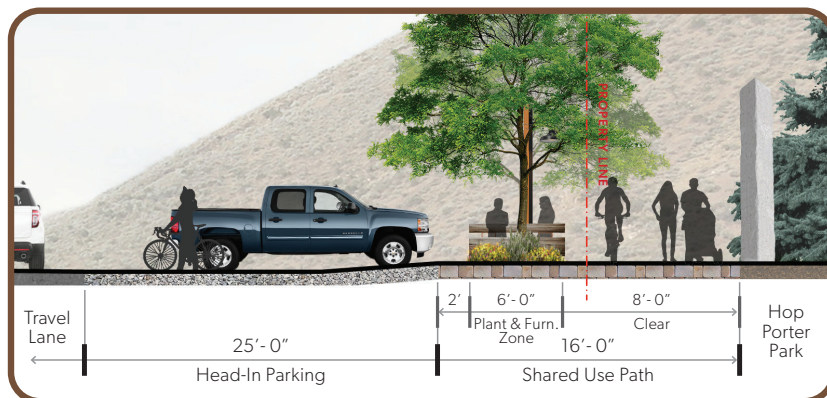 PROPERTY LINE
2'
6'- 0"
8'- 0"
Plant & Furn.
Zone
Clear
Travel
Lane
Hop
Porter
Park
25'- 0"
16'- 0"
Head-In Parking
Shared Use Path